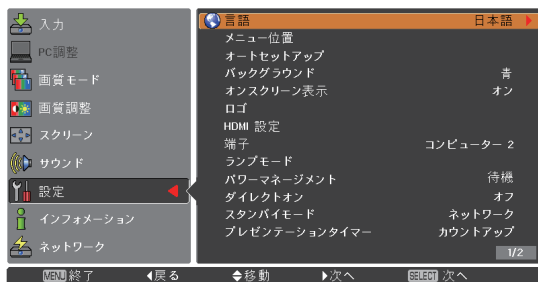 入力
PC調整
画質モード
画質調整
スクリーン
サウンド
設定
インフォメーション
ネットワーク
言語 日本語
メニュー位置
オートセットアップ
バックグラウンド 青
オンスクリーン表示 オン
ロゴ
HDMI 設定
端子 コンピューター 2
ランプモード
パワーマネージメント 待機
ダイレクトオン オフ
スタンバイモード ネットワーク
プレゼンテーションタイマー カウントアップ
1/2
MENU 終了 戻る 移動 次へ SELECT 次へ